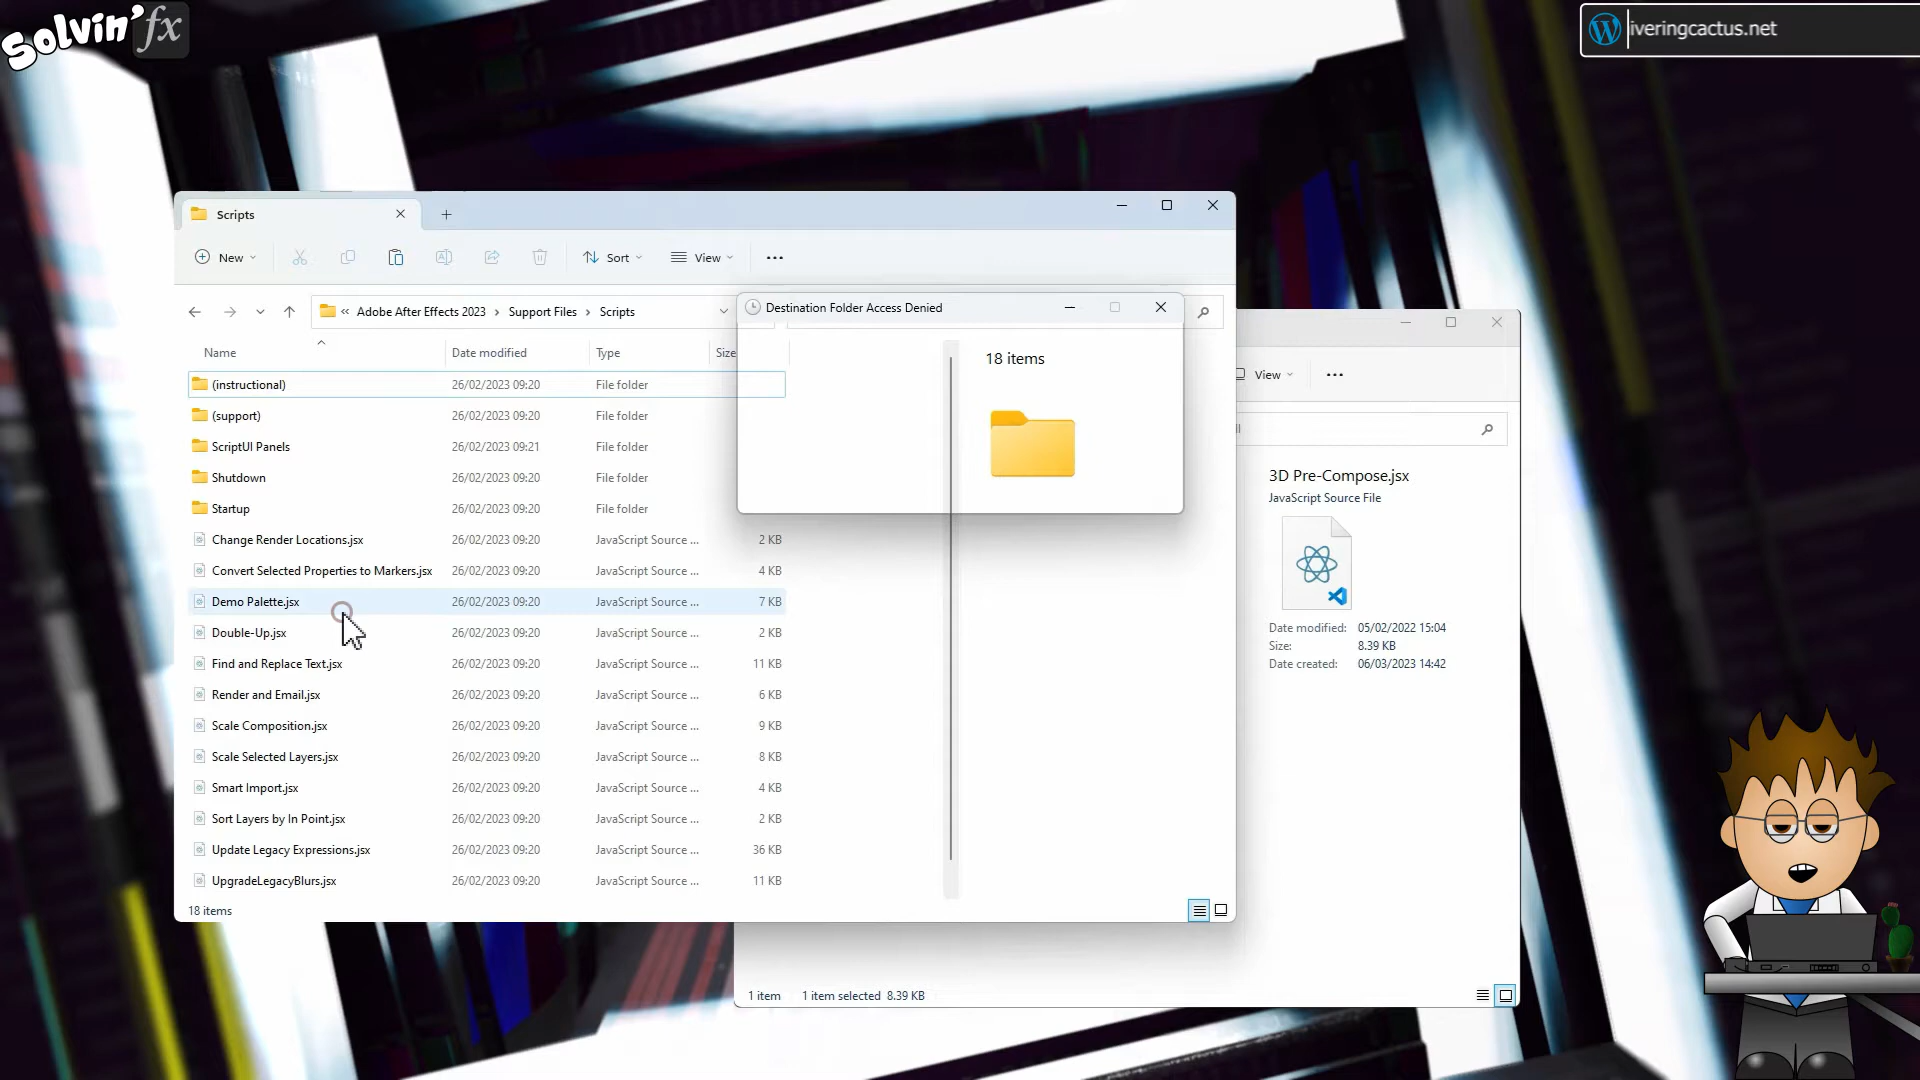 Solvin' fx
iveringcactus.net
Scripts
New
Sort
View
Adobe After Effects 2023 > Support Files > Scripts
Destination Folder Access Denied
Name Date modified Type Size
(instructional) 26/02/2023 09:20 File folder
(support) 26/02/2023 09:20 File folder
ScriptUI Panels 26/02/2023 09:21 File folder
Shutdown 26/02/2023 09:20 File folder
Startup 26/02/2023 09:20 File folder
Change Render Locations.jsx 26/02/2023 09:20 JavaScript Source ... 2 KB
Convert Selected Properties to Markers.jsx 26/02/2023 09:20 JavaScript Source ... 4 KB
Demo Palette.jsx 26/02/2023 09:20 JavaScript Source ... 7 KB
Double-Up.jsx 26/02/2023 09:20 JavaScript Source ... 2 KB
Find and Replace Text.jsx 26/02/2023 09:20 JavaScript Source ... 11 KB
Render and Email.jsx 26/02/2023 09:20 JavaScript Source ... 6 KB
Scale Composition.jsx 26/02/2023 09:20 JavaScript Source ... 9 KB
Scale Selected Layers.jsx 26/02/2023 09:20 JavaScript Source ... 8 KB
Smart Import.jsx 26/02/2023 09:20 JavaScript Source ... 4 KB
Sort Layers by In Point.jsx 26/02/2023 09:20 JavaScript Source ... 2 KB
Update Legacy Expressions.jsx 26/02/2023 09:20 JavaScript Source ... 36 KB
UpgradeLegacyBlurs.jsx 26/02/2023 09:20 JavaScript Source ... 11 KB
18 items
18 items
View
3D Pre-Compose.jsx
JavaScript Source File
Date modified: 05/02/2022 15:04
Size: 8.39 KB
Date created: 06/03/2023 14:42
1 item 1 item selected 8.39 KB